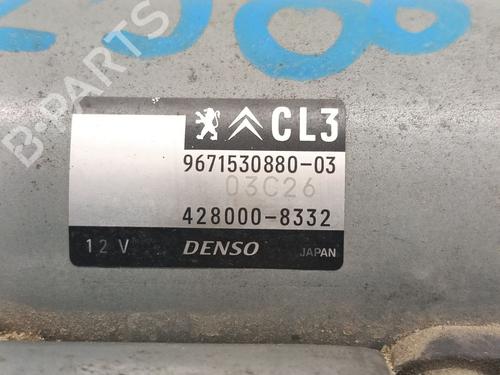 B-PARTS
CL3
9671530880-03
03C26
428000-8332
12 V DENSO JAPAN